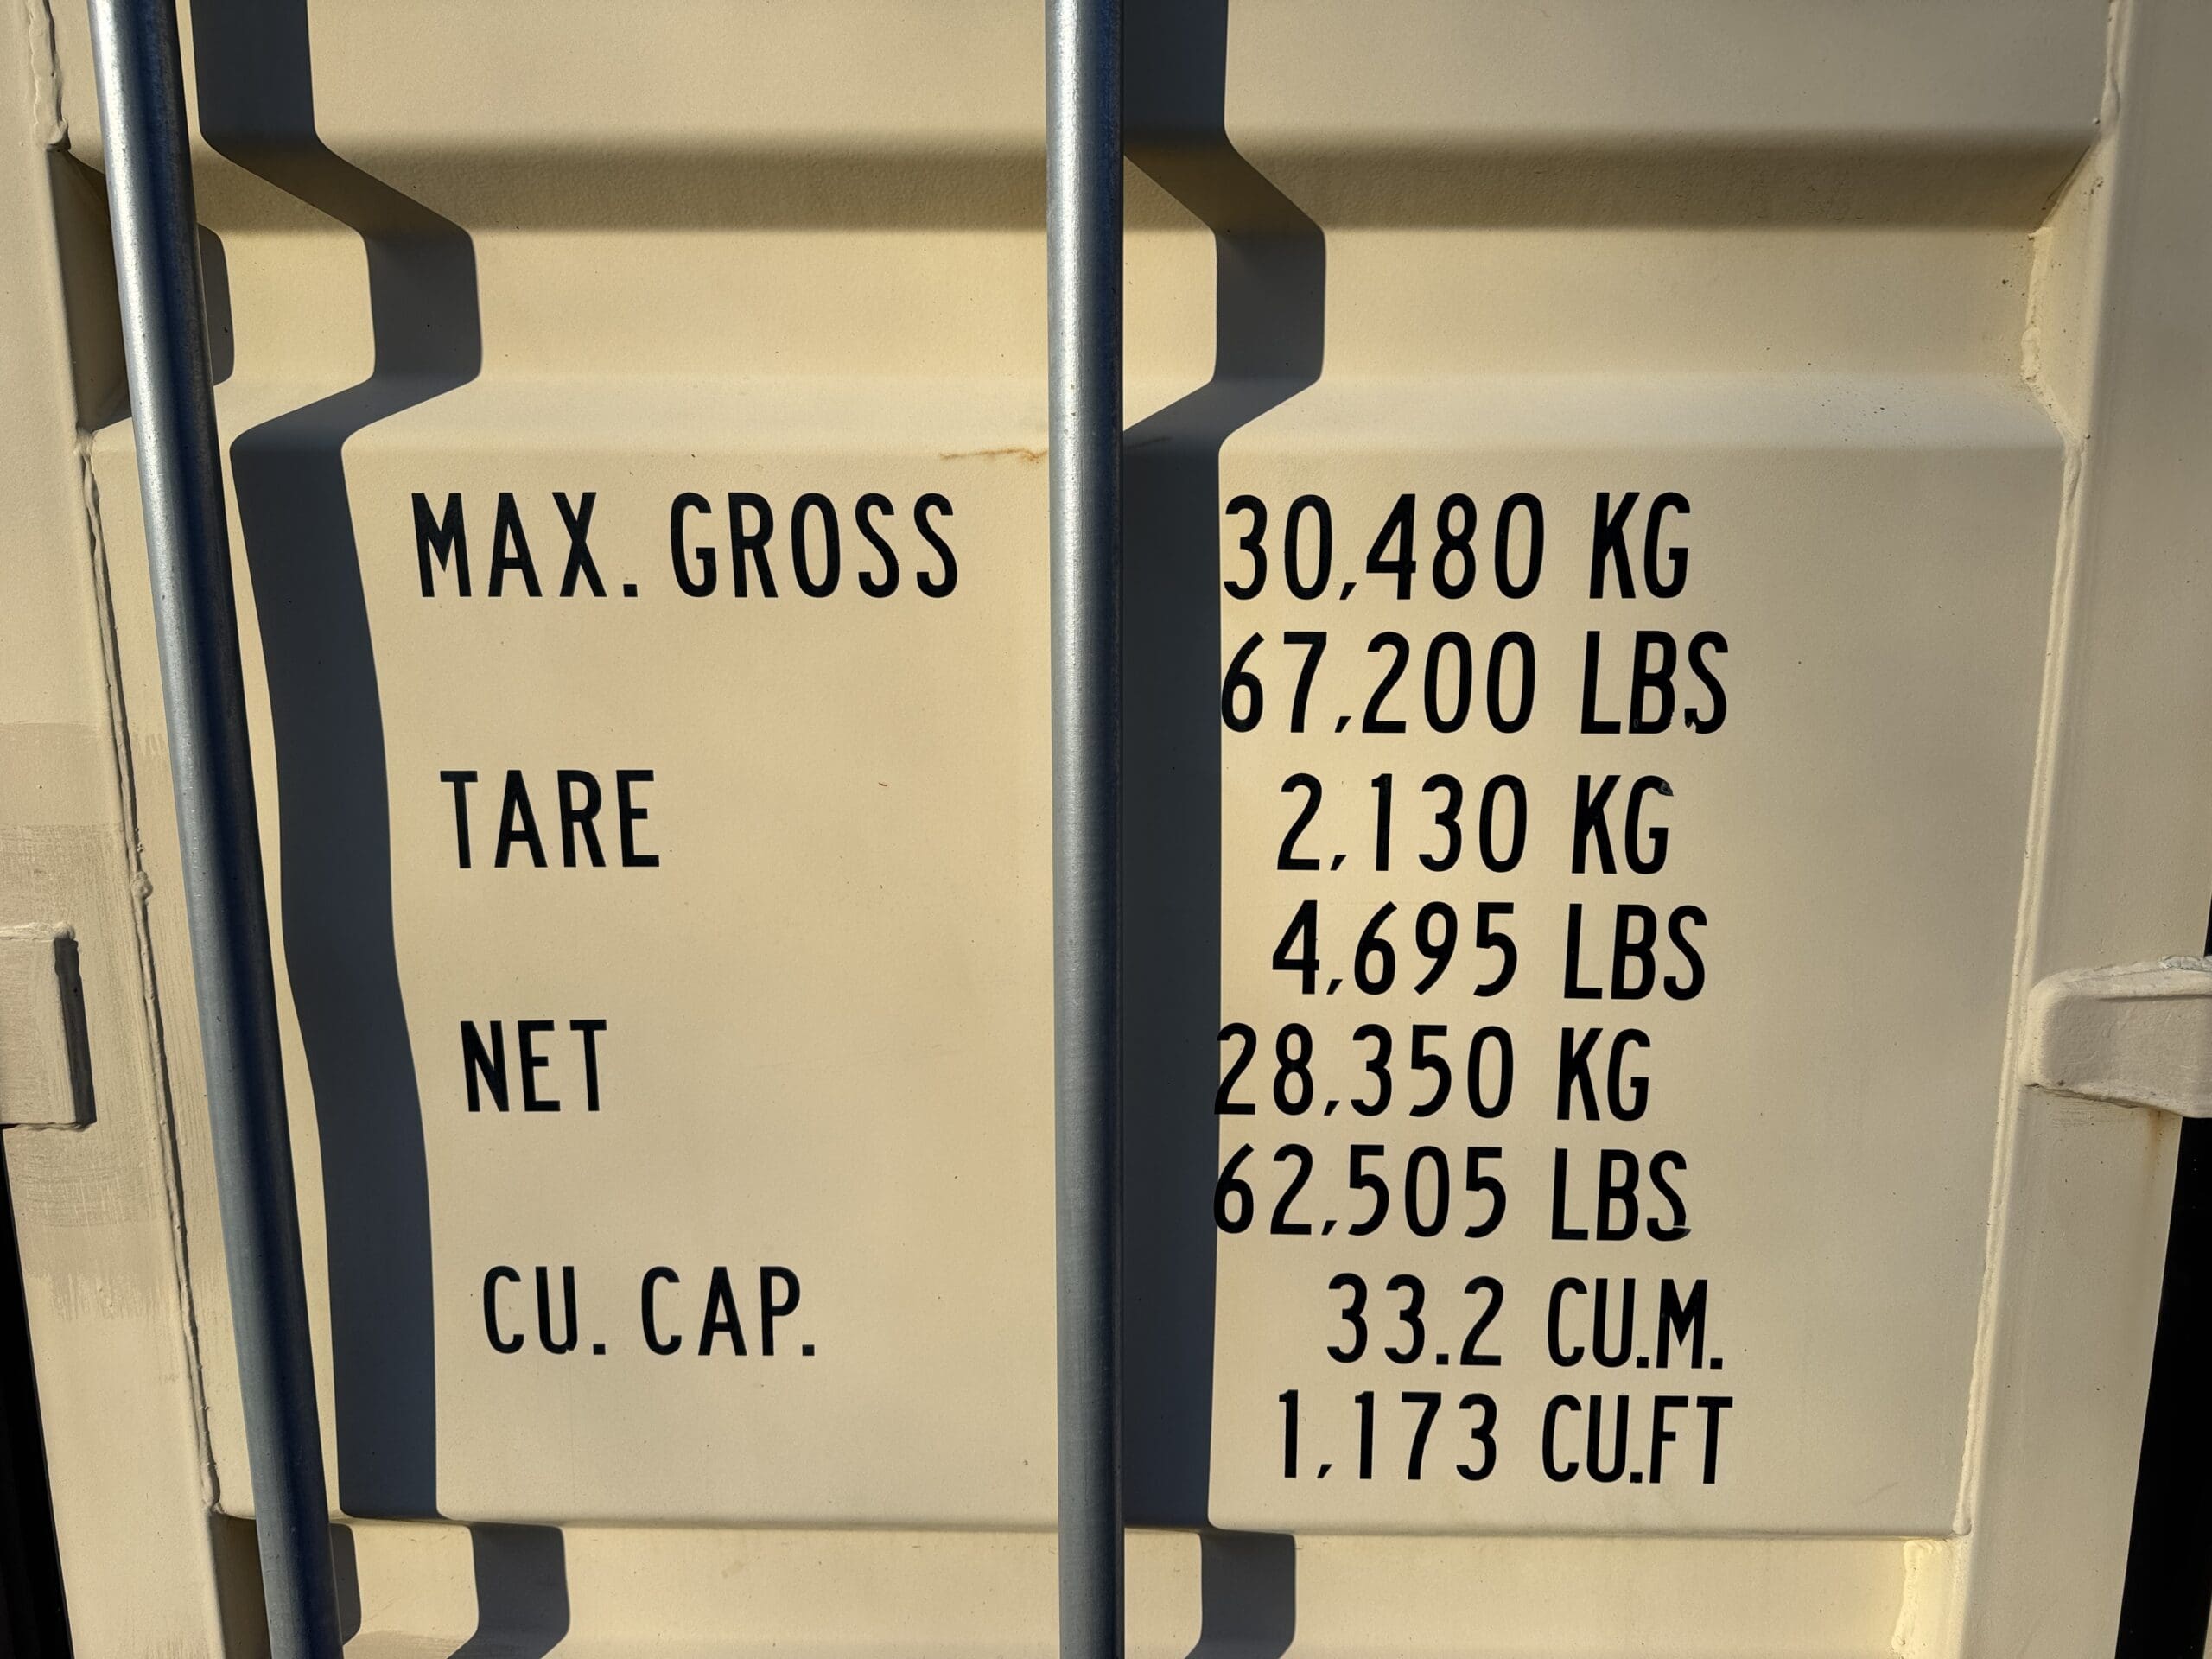 MAX. GROSS 30,480 KG
67,200 LBS
TARE 2,130 KG
4,695 LBS
NET 28,350 KG
62,505 LBS
CU. CAP. 33.2 CU.M.
1,173 CU.FT